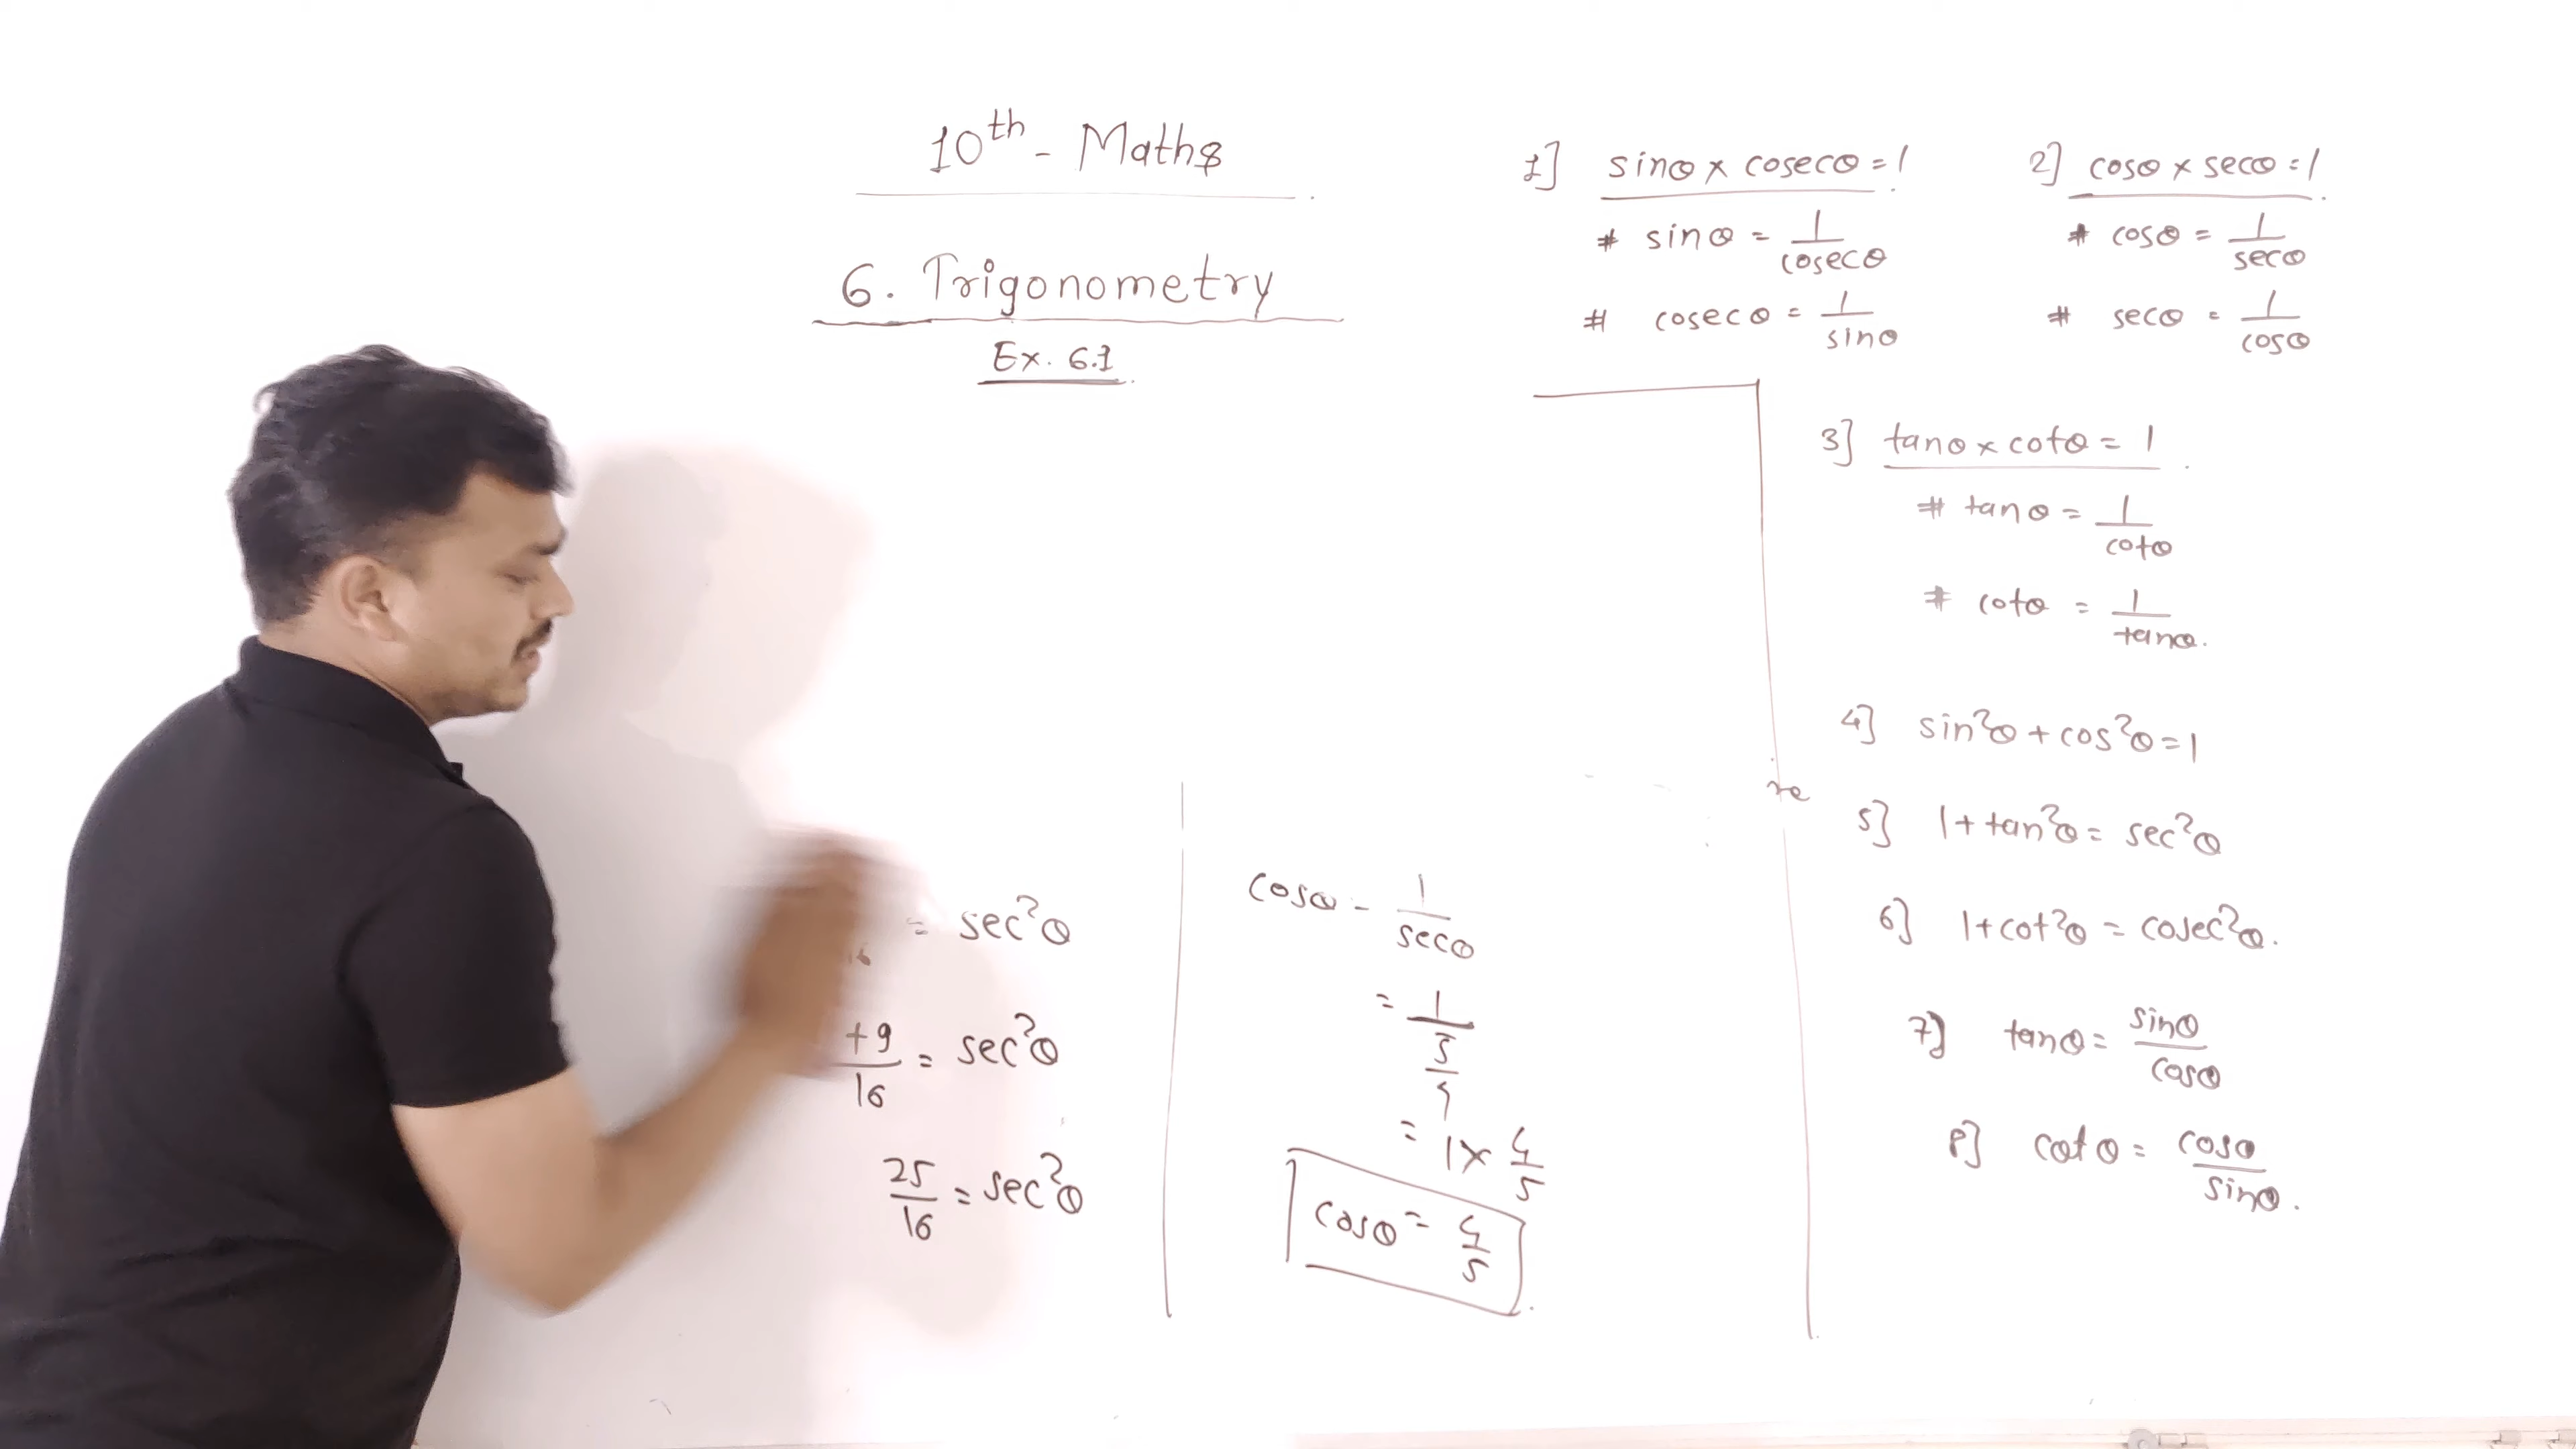 10th - Maths
6. Trigonometry
Ex. 6.1
1] sinθ × cosecθ = 1
# sinθ = 1/cosecθ
# cosecθ = 1/sinθ
2] cosθ × secθ = 1
# cosθ = 1/secθ
# secθ = 1/cosθ
3] tanθ × cotθ = 1
# tanθ = 1/cotθ
# cotθ = 1/tanθ.
4] sin²θ + cos²θ = 1
5] 1 + tan²θ = sec²θ
6] 1 + cot²θ = cosec²θ.
7] tanθ = sinθ/cosθ
8] cotθ = cosθ/sinθ.
16 = sec²θ
+9/16 = sec²θ
25/16 = sec²θ
cosθ - 1/secθ
= 1/(5/4)
= 1 × 4/5
cosθ = 4/5